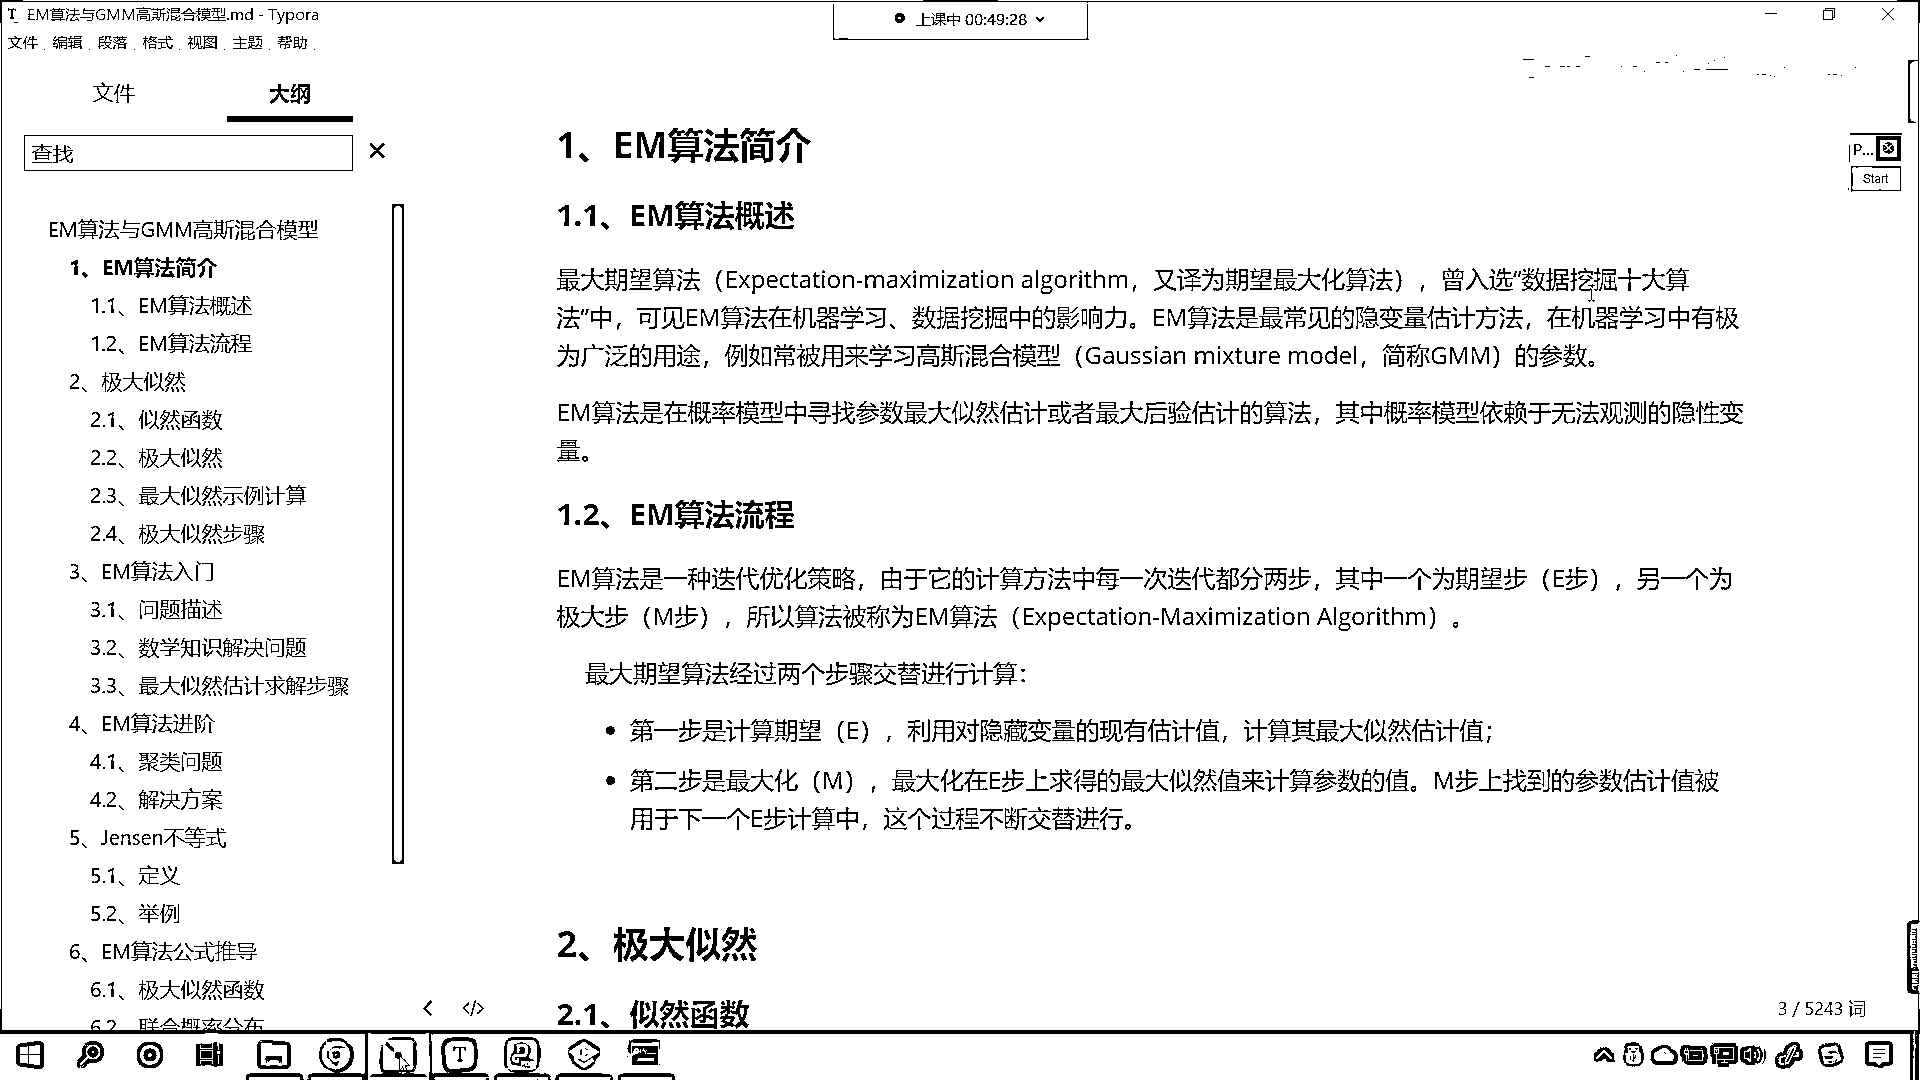 EM算法与GMM高斯混合模型.md - Typora
上课中 00:49:28
文件 编辑 段落 格式 视图 主题 帮助
文件 大纲
查找
EM算法与GMM高斯混合模型
1、EM算法简介
1.1、EM算法概述
1.2、EM算法流程
2、极大似然
2.1、似然函数
2.2、极大似然
2.3、最大似然示例计算
2.4、极大似然步骤
3、EM算法入门
3.1、问题描述
3.2、数学知识解决问题
3.3、最大似然估计求解步骤
4、EM算法进阶
4.1、聚类问题
4.2、解决方案
5、Jensen不等式
5.1、定义
5.2、举例
6、EM算法公式推导
6.1、极大似然函数
6.2、联合概率分布
1、EM算法简介
1.1、EM算法概述
最大期望算法（Expectation-maximization algorithm，又译为期望最大化算法），曾入选“数据挖掘十大算
法”中，可见EM算法在机器学习、数据挖掘中的影响力。EM算法是最常见的隐变量估计方法，在机器学习中有极
为广泛的用途，例如常被用来学习高斯混合模型（Gaussian mixture model，简称GMM）的参数。
EM算法是在概率模型中寻找参数最大似然估计或者最大后验估计的算法，其中概率模型依赖于无法观测的隐性变
量。
1.2、EM算法流程
EM算法是一种迭代优化策略，由于它的计算方法中每一次迭代都分两步，其中一个为期望步（E步），另一个为
极大步（M步），所以算法被称为EM算法（Expectation-Maximization Algorithm）。
最大期望算法经过两个步骤交替进行计算：
• 第一步是计算期望（E），利用对隐藏变量的现有估计值，计算其最大似然估计值；
• 第二步是最大化（M），最大化在E步上求得的最大似然值来计算参数的值。M步上找到的参数估计值被
用于下一个E步计算中，这个过程不断交替进行。
2、极大似然
2.1、似然函数
P...
Start
3 / 5243 词